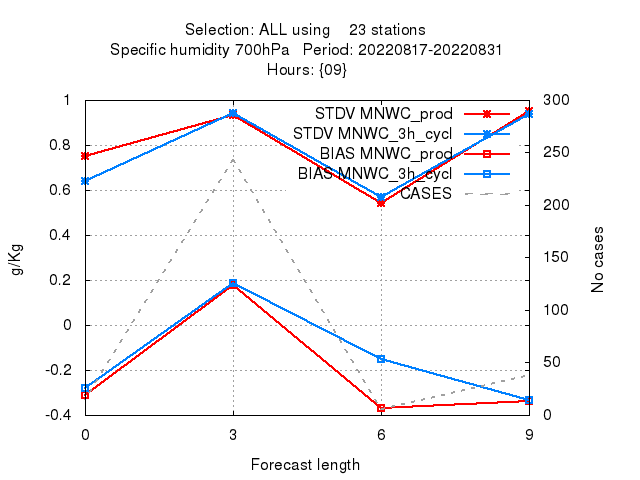 Selection: ALL using    23 stations
Specific humidity 700hPa   Period: 20220817-20220831
Hours: {09}
1
0.8
0.6
0.4
0.2
0
-0.2
-0.4
g/Kg
STDV MNWC_prod
STDV MNWC_3h_cycl
BIAS MNWC_prod
BIAS MNWC_3h_cycl
CASES
300
250
200
150
100
50
0
No cases
0 3 6 9
Forecast length